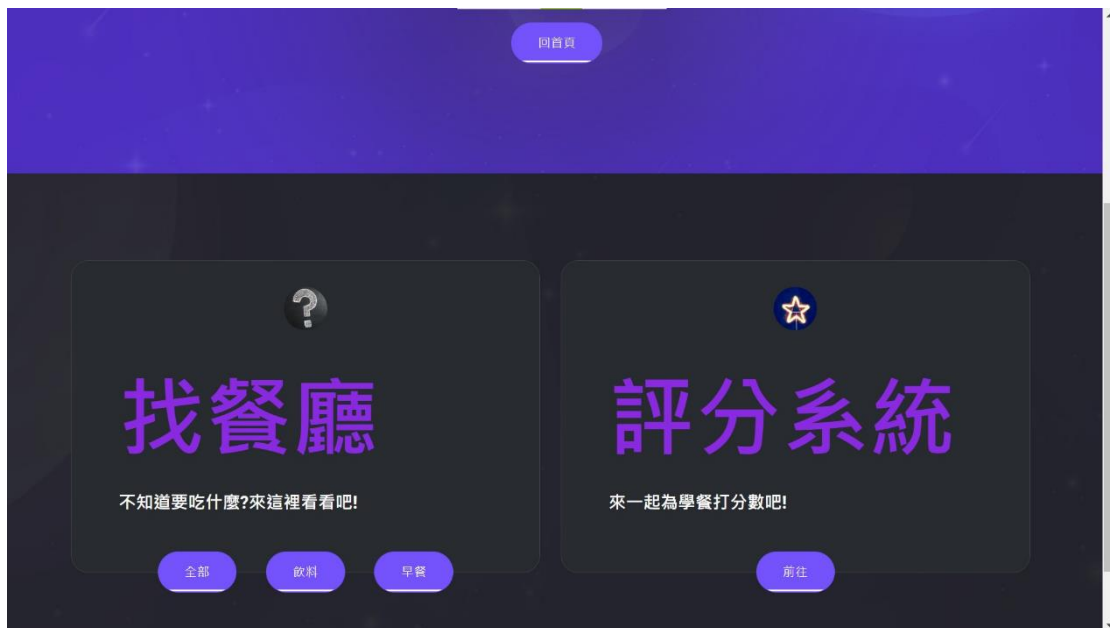 回首頁
找餐廳
不知道要吃什麼?來這裡看看吧!
全部
飲料
早餐
評分系統
來一起為學餐打分數吧!
前往